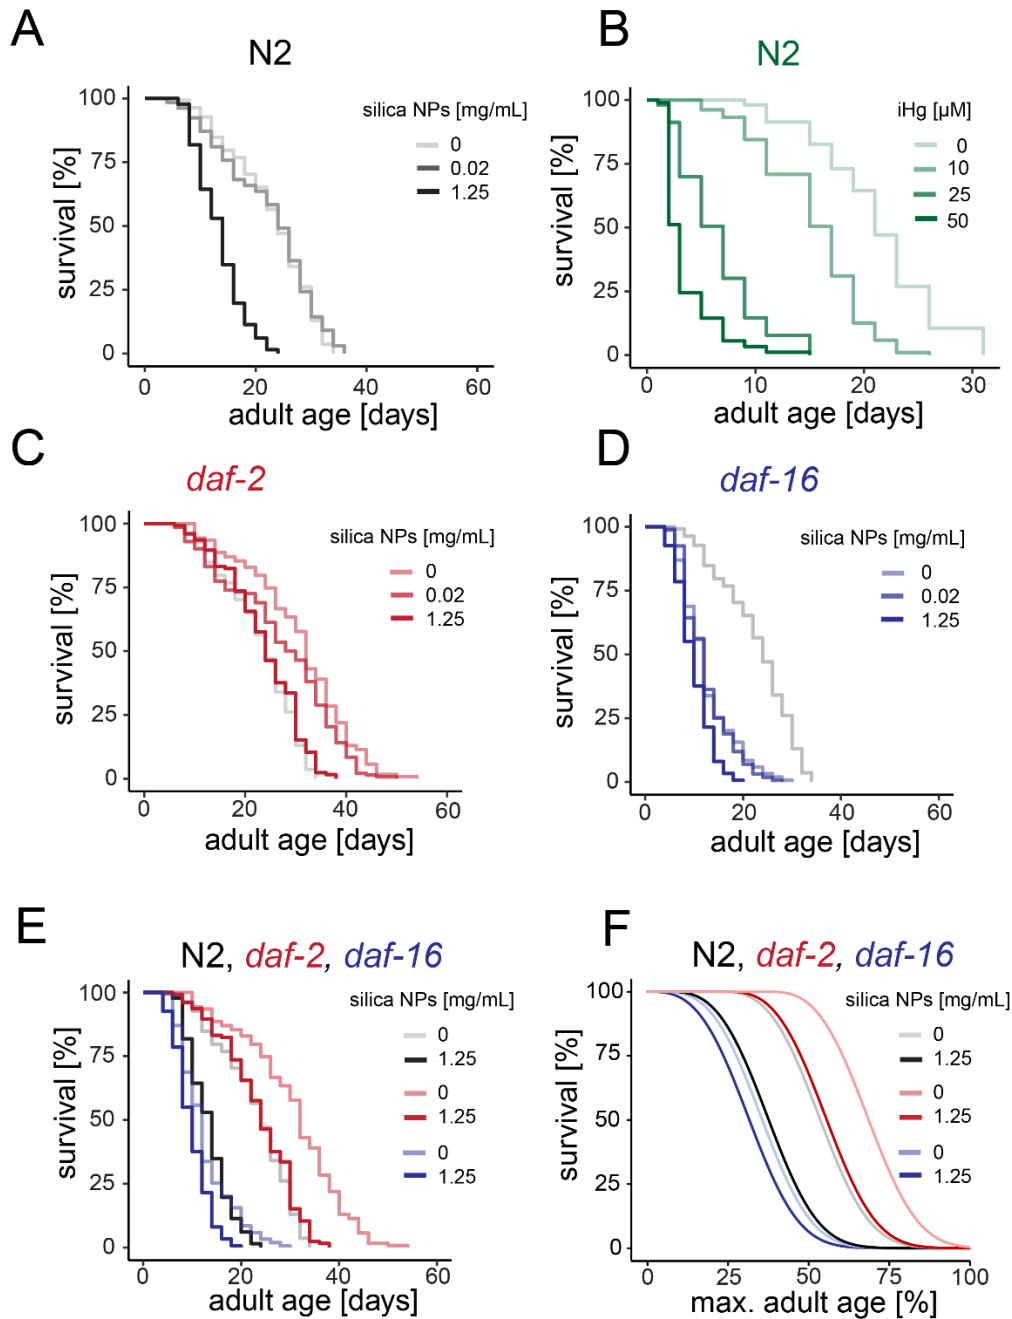 A
N2
silica NPs [mg/mL]
0
0.02
1.25
survival [%]
100
75
50
25
0
0
20
40
60
adult age [days]
B
N2
iHg [µM]
0
10
25
50
survival [%]
100
75
50
25
0
0
10
20
30
adult age [days]
C
daf-2
silica NPs [mg/mL]
0
0.02
1.25
survival [%]
100
75
50
25
0
0
20
40
60
adult age [days]
D
daf-16
silica NPs [mg/mL]
0
0.02
1.25
survival [%]
100
75
50
25
0
0
20
40
60
adult age [days]
E
N2, daf-2, daf-16
silica NPs [mg/mL]
0
1.25
0
1.25
0
1.25
survival [%]
100
75
50
25
0
0
20
40
60
adult age [days]
F
N2, daf-2, daf-16
silica NPs [mg/mL]
0
1.25
0
1.25
0
1.25
survival [%]
100
75
50
25
0
0
25
50
75
100
max. adult age [%]